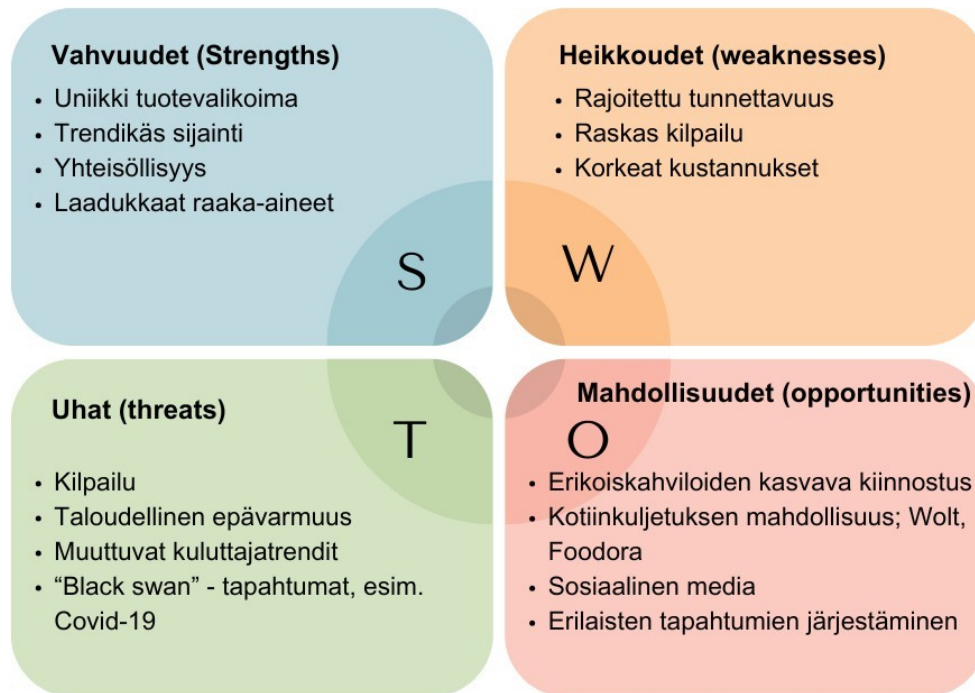 Vahvuudet (Strengths)
• Uniikki tuotevalikoima
• Trendikäs sijainti
• Yhteisöllisyys
• Laadukkaat raaka-aineet
S
Heikkoudet (weaknesses)
• Rajoitettu tunnettavuus
• Raskas kilpailu
• Korkeat kustannukset
W
Uhat (threats)
T
• Kilpailu
• Taloudellinen epävarmuus
• Muuttuvat kuluttajatrendit
• “Black swan” - tapahtumat, esim.
Covid-19
Mahdollisuudet (opportunities)
O
• Erikoiskahviloiden kasvava kiinnostus
• Kotiinkuljetuksen mahdollisuus; Wolt,
Foodora
• Sosiaalinen media
• Erilaisten tapahtumien järjestäminen